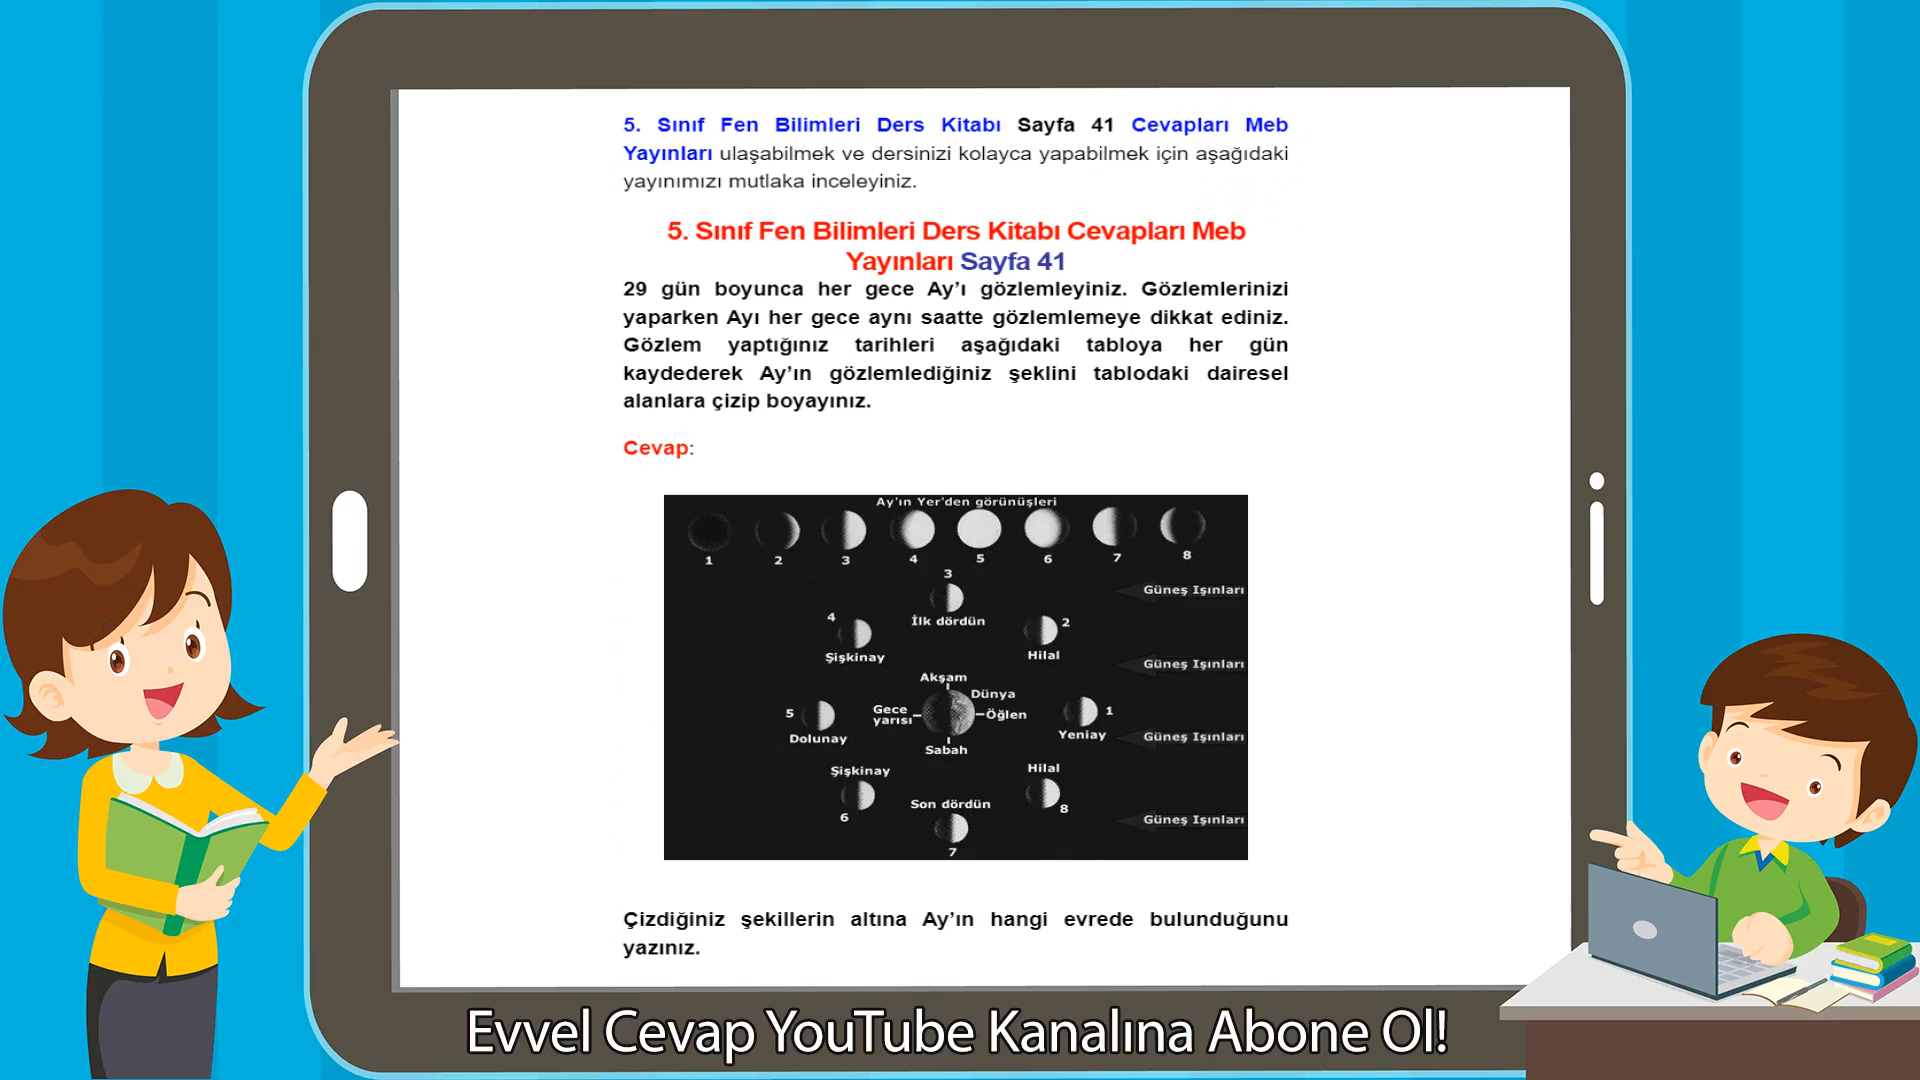 5. Sınıf Fen Bilimleri Ders Kitabı Sayfa 41 Cevapları Meb
Yayınları ulaşabilmek ve dersinizi kolayca yapabilmek için aşağıdaki
yayınımızı mutlaka inceleyiniz.
5. Sınıf Fen Bilimleri Ders Kitabı Cevapları Meb
Yayınları Sayfa 41
29 gün boyunca her gece Ay’ı gözlemleyiniz. Gözlemlerinizi
yaparken Ayı her gece aynı saatte gözlemlemeye dikkat ediniz.
Gözlem yaptığınız tarihleri aşağıdaki tabloya her gün
kaydederek Ay’ın gözlemlediğiniz şeklini tablodaki dairesel
alanlara çizip boyayınız.
Cevap:
Ay'ın Yer'den görünüşleri
1 2 3 4 5 6 7 8
3
İlk dördün
Güneş Işınları
4
Şişkinay
2
Hilal
Güneş Işınları
Akşam
Dünya
Gece
yarısı
Öğlen
Sabah
5
Dolunay
1
Yeniay
Güneş Işınları
Şişkinay
6
Hilal
8
Son dördün
7
Güneş Işınları
Çizdiğiniz şekillerin altına Ay’ın hangi evrede bulunduğunu
yazınız.
Evvel Cevap YouTube Kanalına Abone Ol!